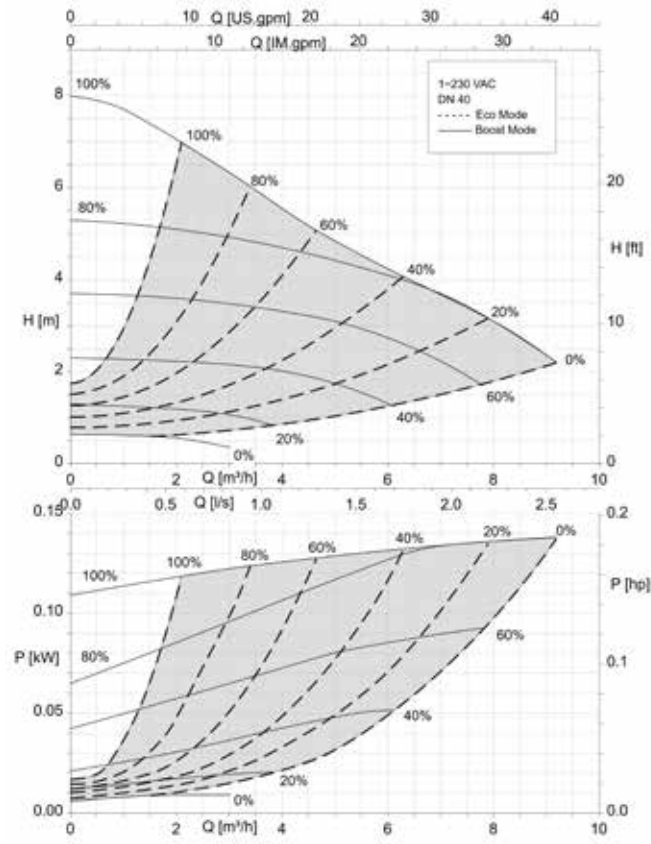 0 10 20 30 40
Q [US.gpm]
Q [IM.gpm]
0 10 20 30
8
6
4
2
0
H [m]
20
10
0
H [ft]
1~230 VAC
DN 40
Eco Mode
Boost Mode
100%
100%
80%
80%
60%
40%
20%
0%
60%
40%
20%
0%
0 2 4 6 8 10
Q [m³/h]
0.0 0.5 1.0 1.5 2.0 2.5
Q [l/s]
0.15
0.10
0.05
0.00
P [kW]
0.2
0.1
0.0
P [hp]
100%
100% 80% 60% 40% 20% 0%
80%
60%
40%
20%
0%
0 2 4 6 8 10
Q [m³/h]